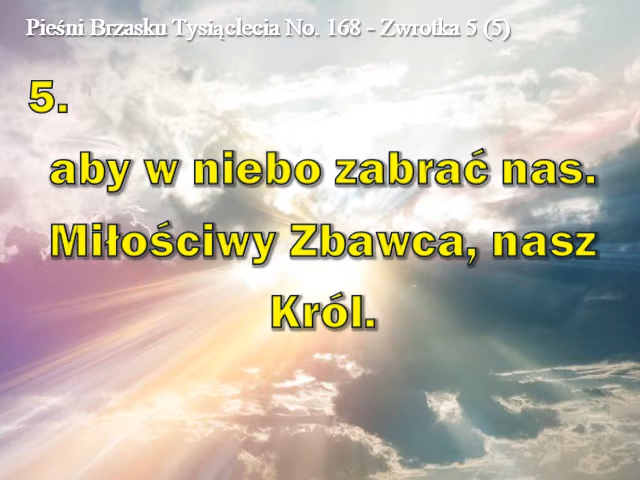 Pieśni Brzasku Tysiąclecia No. 168 - Zwrotka 5 (5)
5.
aby w niebo zabrać nas.
Miłościwy Zbawca, nasz
Król.